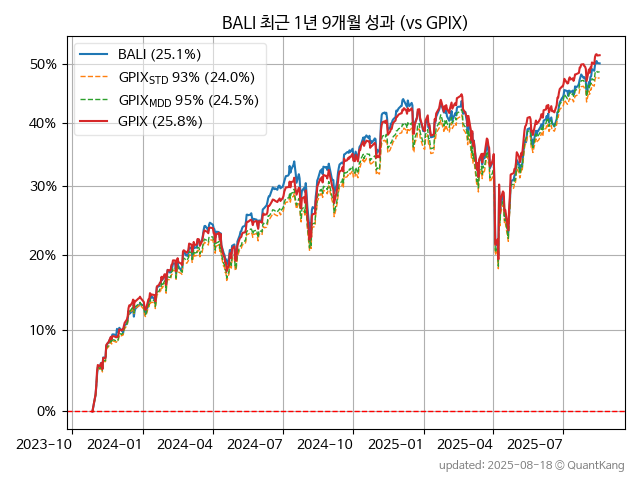 BALI 최근 1년 9개월 성과 (vs GPIX)
BALI (25.1%)
GPIX_STD 93% (24.0%)
GPIX_MDD 95% (24.5%)
GPIX (25.8%)
50%
40%
30%
20%
10%
0%
2023-10 2024-01 2024-04 2024-07 2024-10 2025-01 2025-04 2025-07
updated: 2025-08-18 © QuantKang